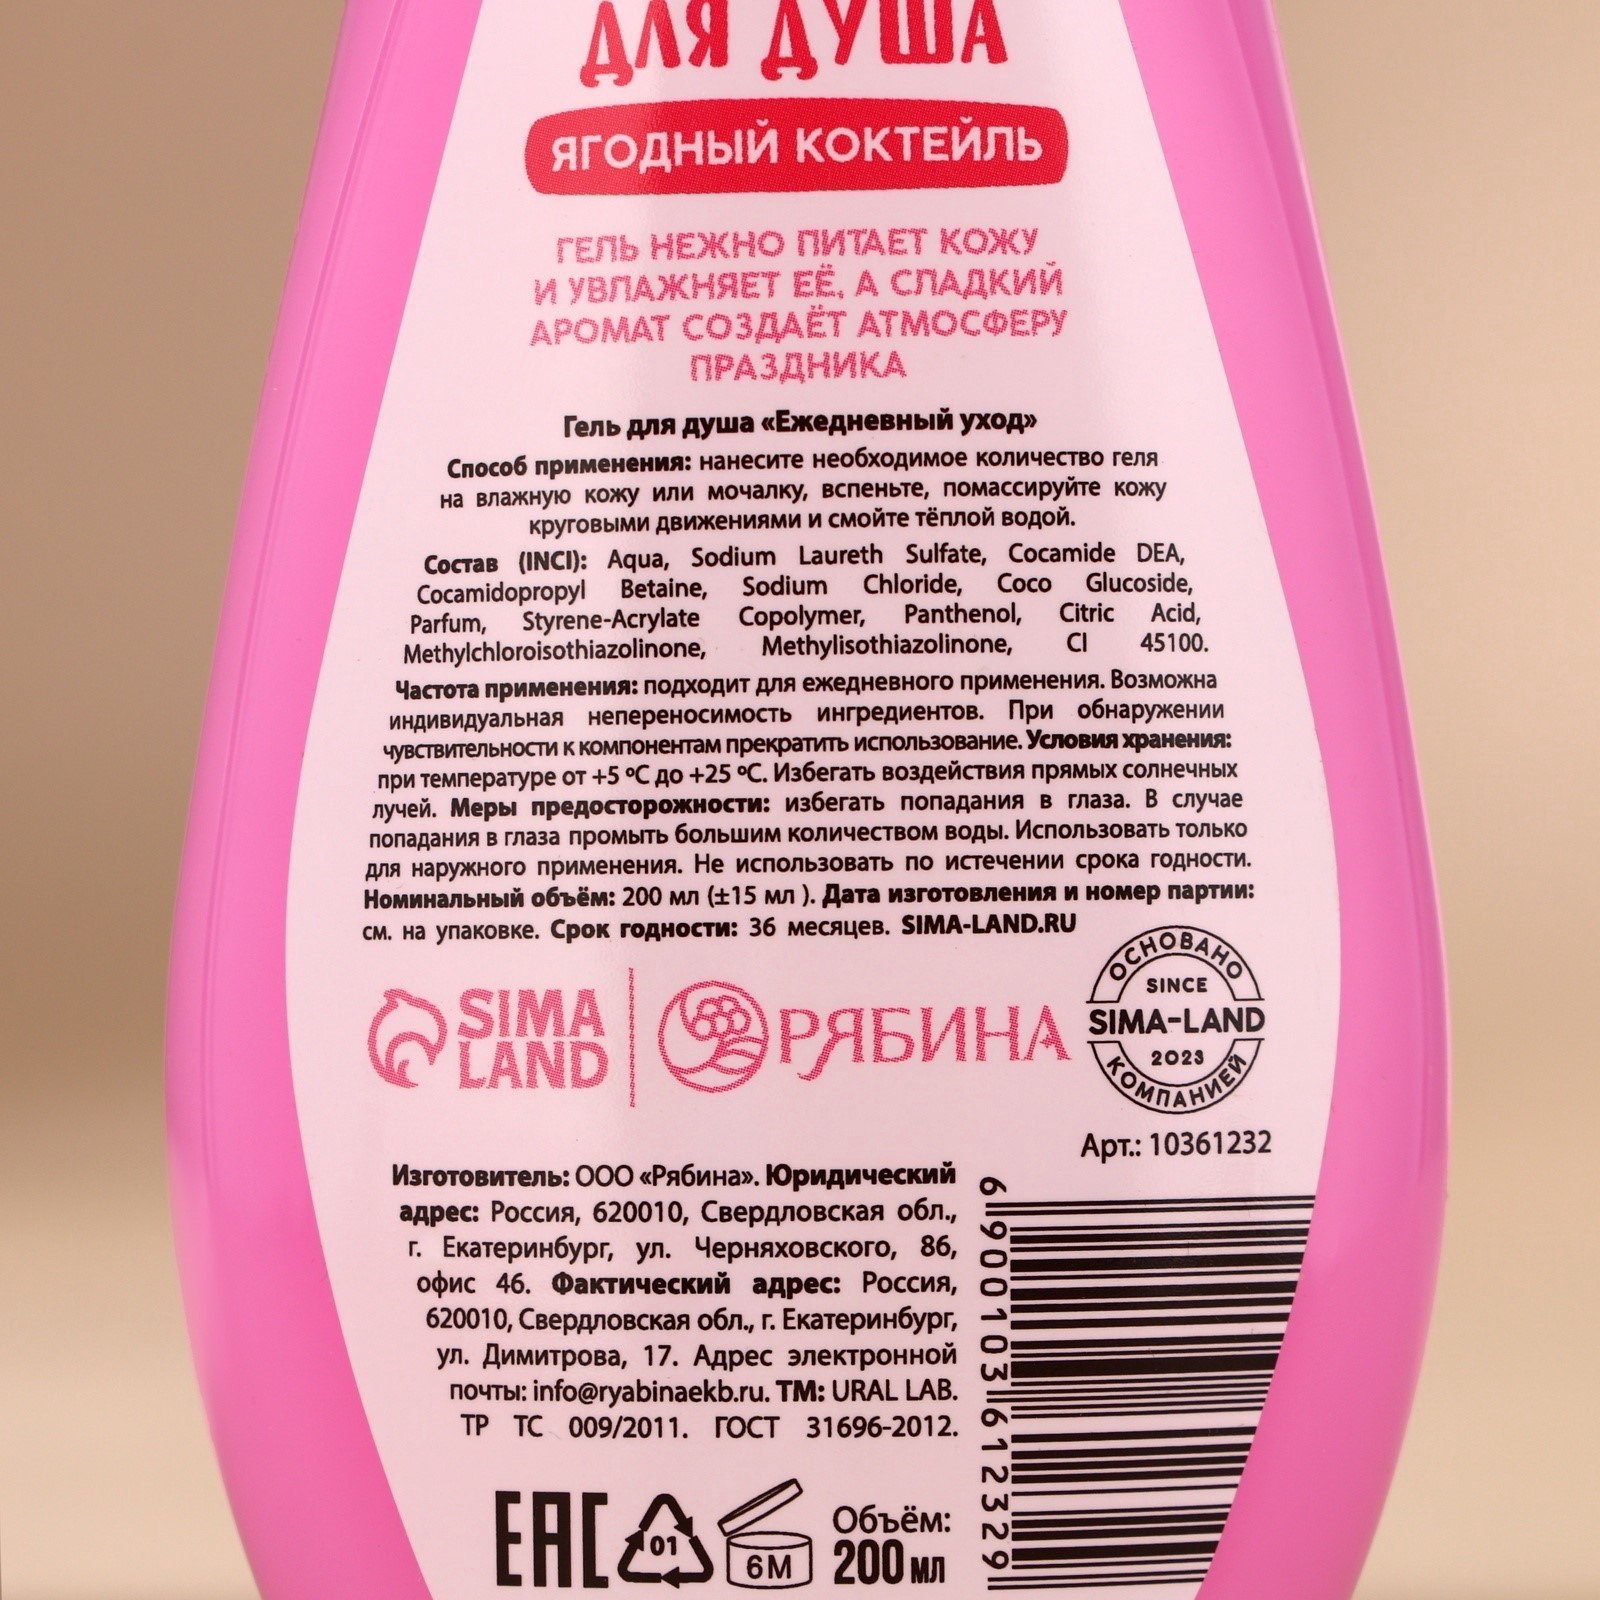 ДЛЯ ДУША
ЯГОДНЫЙ КОКТЕЙЛЬ
ГЕЛЬ НЕЖНО ПИТАЕТ КОЖУ
И УВЛАЖНЯЕТ ЕЁ, А СЛАДКИЙ
АРОМАТ СОЗДАЁТ АТМОСФЕРУ
ПРАЗДНИКА
Гель для душа «Ежедневный уход»
Способ применения: нанесите необходимое количество геля
на влажную кожу или мочалку, вспеньте, помассируйте кожу
круговыми движениями и смойте тёплой водой.
Состав (INCI): Aqua, Sodium Laureth Sulfate, Cocamide DEA,
Cocamidopropyl Betaine, Sodium Chloride, Coco Glucoside,
Parfum, Styrene-Acrylate Copolymer, Panthenol, Citric Acid,
Methylchloroisothiazolinone, Methylisothiazolinone, CI 45100.
Частота применения: подходит для ежедневного применения. Возможна
индивидуальная непереносимость ингредиентов. При обнаружении
чувствительности к компонентам прекратить использование. Условия хранения:
при температуре от +5 ºC до +25 ºC. Избегать воздействия прямых солнечных
лучей. Меры предосторожности: избегать попадания в глаза. В случае
попадания в глаза промыть большим количеством воды. Использовать только
для наружного применения. Не использовать по истечении срока годности.
Номинальный объём: 200 мл (±15 мл ). Дата изготовления и номер партии:
см. на упаковке. Срок годности: 36 месяцев. SIMA-LAND.RU
SIMA
LAND
РЯБИНА
ОСНОВАНО
SINCE
SIMA-LAND
2023
КОМПАНИЕЙ
Арт.: 10361232
Изготовитель: ООО «Рябина». Юридический
адрес: Россия, 620010, Свердловская обл.,
г. Екатеринбург, ул. Черняховского, 86,
офис 46. Фактический адрес: Россия,
620010, Свердловская обл., г. Екатеринбург,
ул. Димитрова, 17. Адрес электронной
почты: info@ryabinaekb.ru. ТМ: URAL LAB.
ТР ТС 009/2011. ГОСТ 31696-2012.
6 900103 612329
EAC
01
6M
Объём:
200 мл